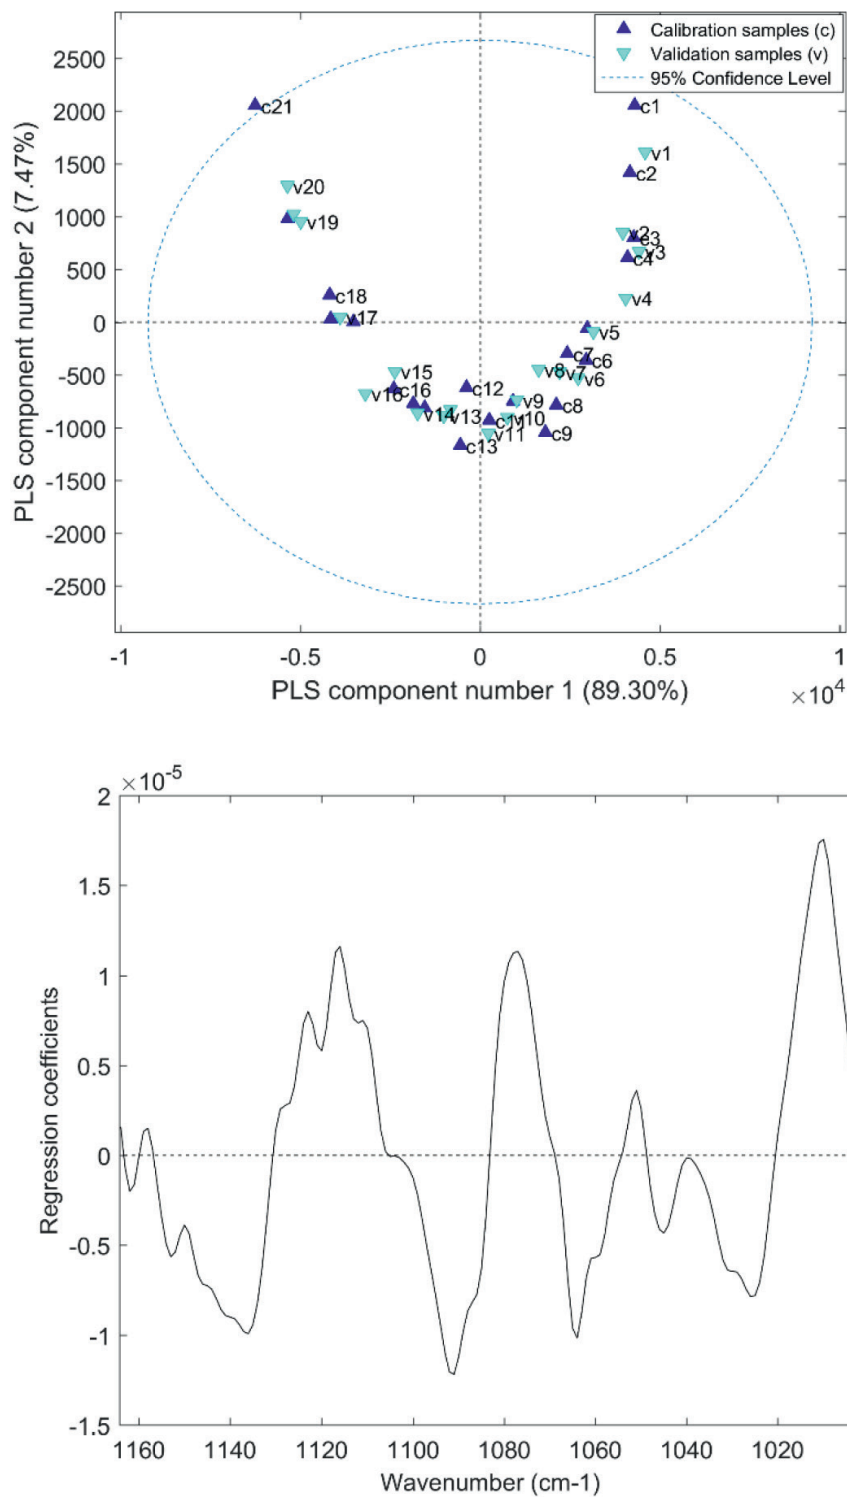 Calibration samples (c)
Validation samples (v)
95% Confidence Level
2500
2000
1500
1000
500
0
-500
-1000
-1500
-2000
-2500
PLS component number 2 (7.47%)
c21
c1
v1
c2
v20
v19
v2
c3
v3
c4
c18
v4
v17
v5
c7
c6
v15
v8
v7
v6
c16
c12
v16
v9
c8
v14
v13
v10
v11
c9
c13
-1
-0.5
0
0.5
1
PLS component number 1 (89.30%)
×10^4
×10^-5
2
1.5
1
0.5
0
-0.5
-1
-1.5
Regression coefficients
1160
1140
1120
1100
1080
1060
1040
1020
Wavenumber (cm-1)